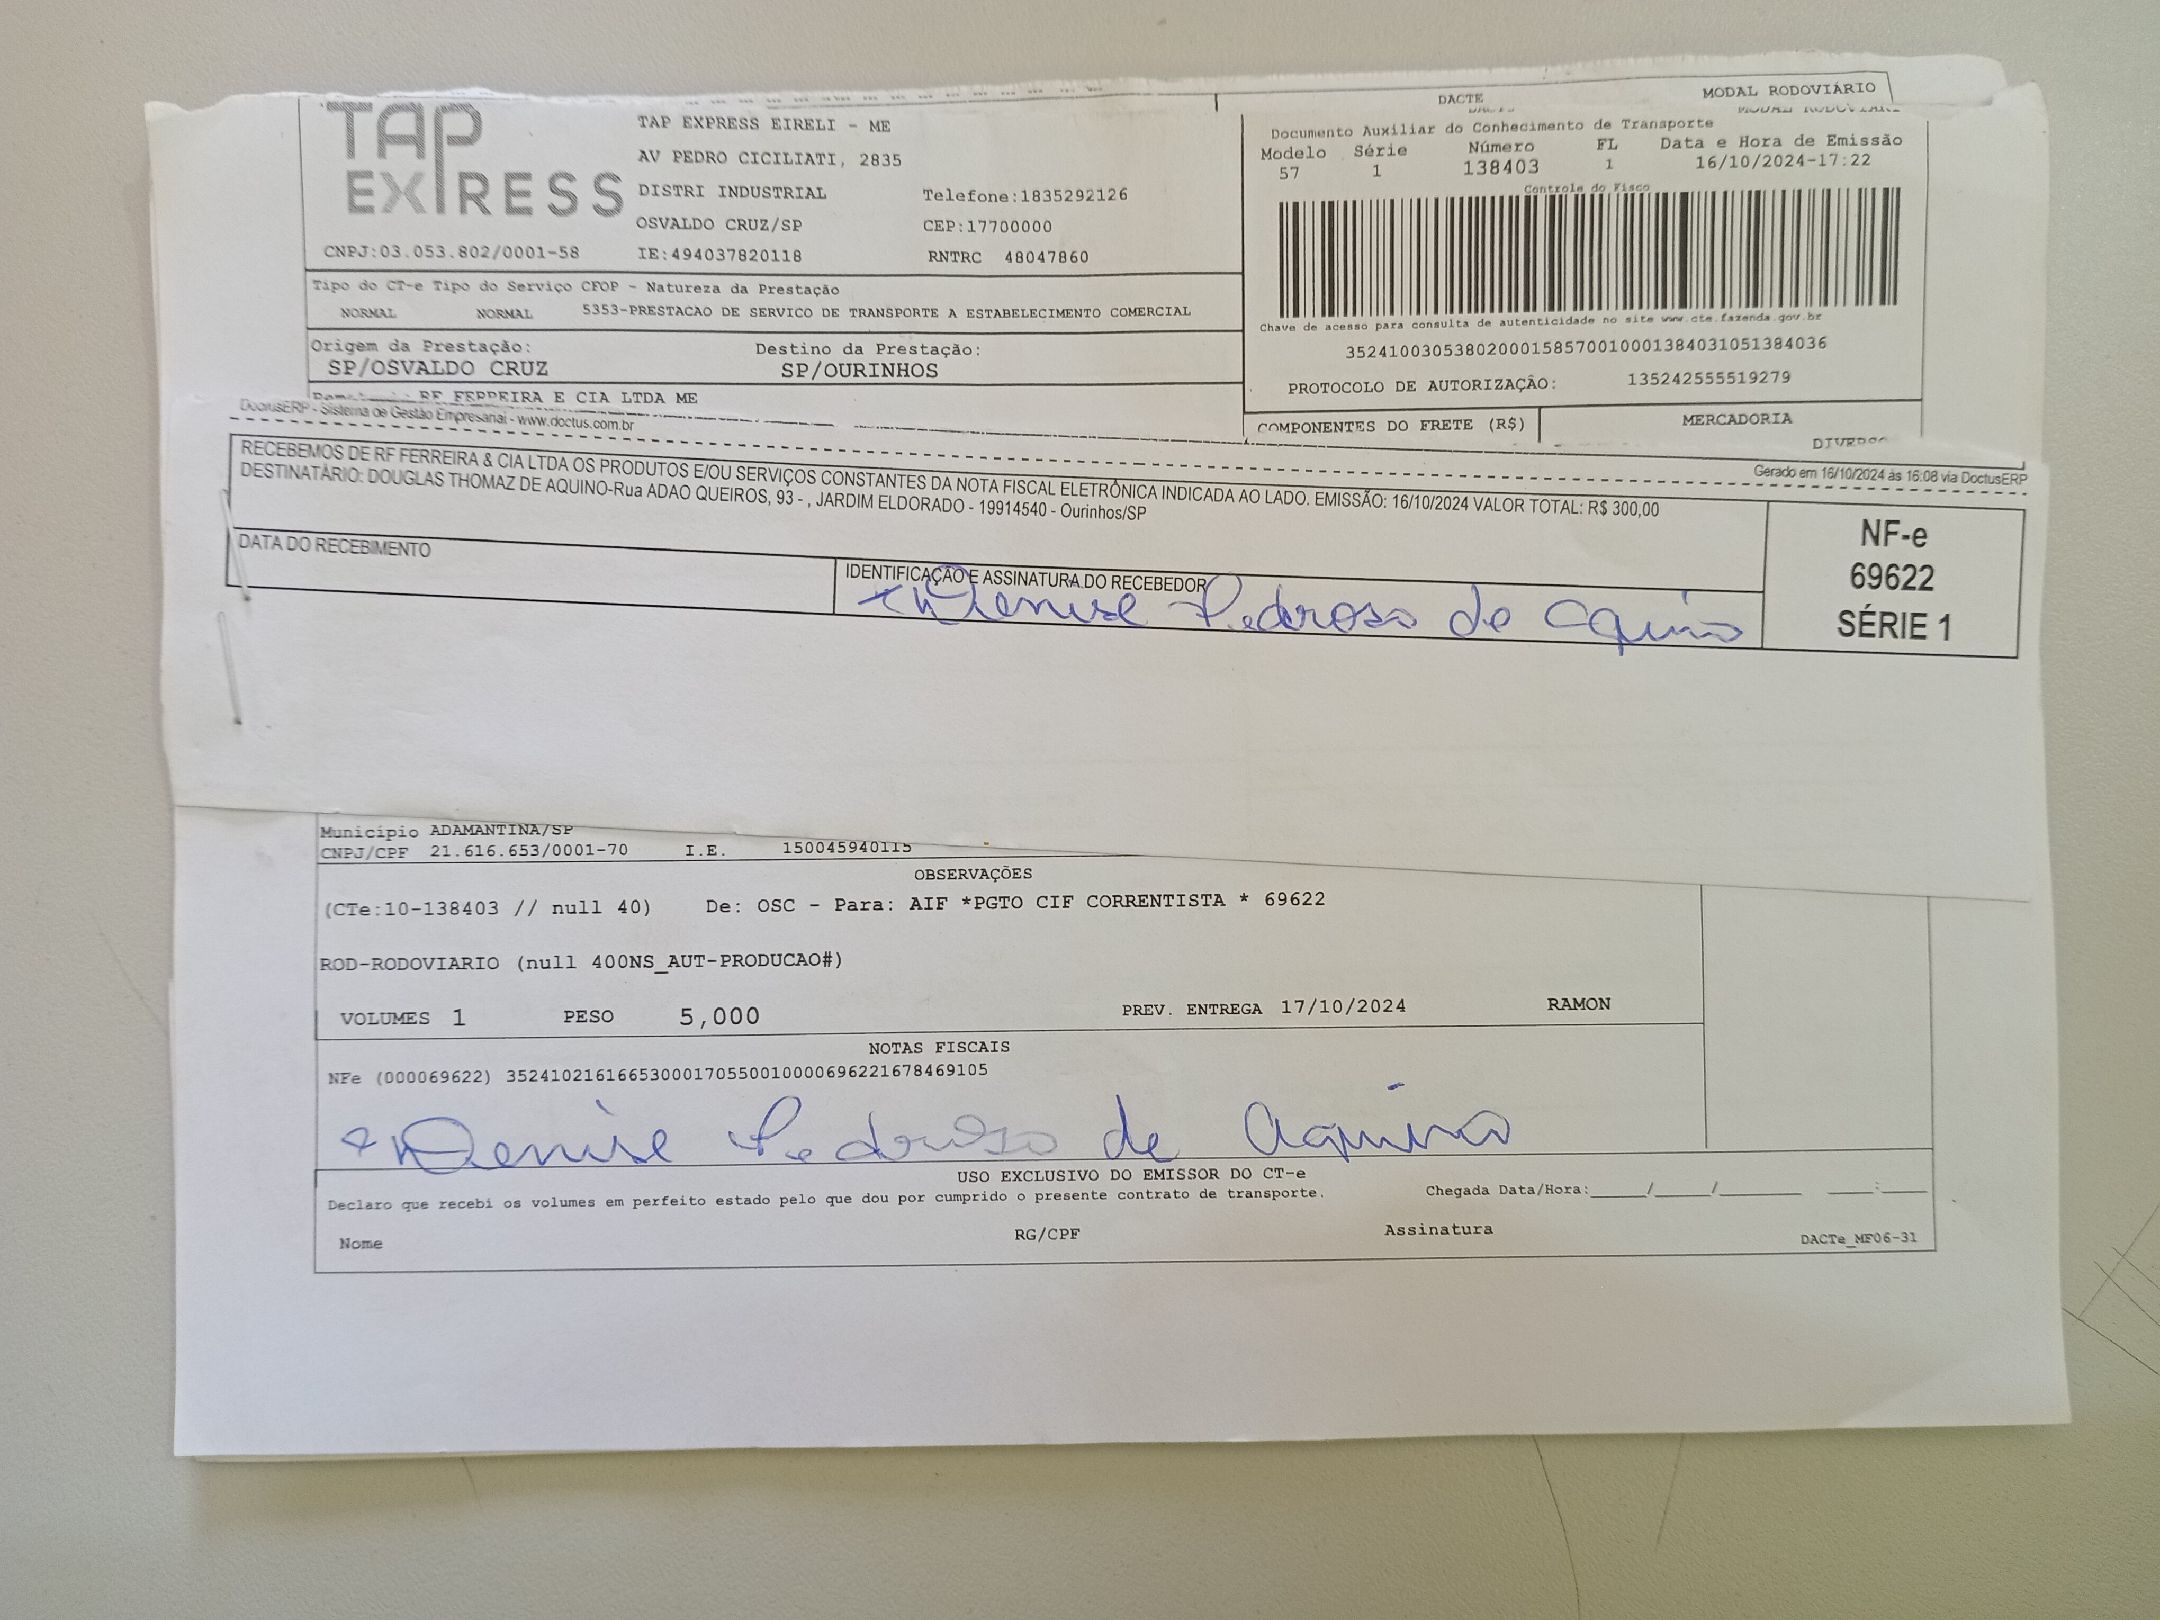 DACTE
MODAL RODOVIÁRIO
TAP
EXPRESS
TAP EXPRESS EIRELI - ME
AV PEDRO CICILIATI, 2835
DISTRI INDUSTRIAL
Telefone:1835292126
OSVALDO CRUZ/SP
CEP:17700000
CNPJ:03.053.802/0001-58
IE:494037820118
RNTRC 48047860
Documento Auxiliar do Conhecimento de Transporte
Modelo Série Número FL Data e Hora de Emissão
57 1 138403 1 16/10/2024-17:22
Controle do Fisco
Chave de acesso para consulta de autenticidade no site www.cte.fazenda.gov.br
35241003053802000158570010001384031051384036
PROTOCOLO DE AUTORIZAÇÃO: 135242555519279
Tipo do CT-e Tipo do Serviço CFOP - Natureza da Prestação
NORMAL NORMAL 5353-PRESTACAO DE SERVICO DE TRANSPORTE A ESTABELECIMENTO COMERCIAL
Origem da Prestação: Destino da Prestação:
SP/OSVALDO CRUZ SP/OURINHOS
RF FERREIRA E CIA LTDA ME
COMPONENTES DO FRETE (R$) MERCADORIA
DoctusERP - Sistema de Gestão Empresarial - www.doctus.com.br
Gerado em 16/10/2024 às 16:08 via DoctusERP
RECEBEMOS DE RF FERREIRA & CIA LTDA OS PRODUTOS E/OU SERVIÇOS CONSTANTES DA NOTA FISCAL ELETRÔNICA INDICADA AO LADO. EMISSÃO: 16/10/2024 VALOR TOTAL: R$ 300,00
DESTINATÁRIO: DOUGLAS THOMAZ DE AQUINO-Rua ADAO QUEIROS, 93 - , JARDIM ELDORADO - 19914540 - Ourinhos/SP
DATA DO RECEBIMENTO
IDENTIFICAÇÃO E ASSINATURA DO RECEBEDOR
Denise Pedroso de Aquino
NF-e
69622
SÉRIE 1
Município ADAMANTINA/SP
CNPJ/CPF 21.616.653/0001-70 I.E. 150045940115
OBSERVAÇÕES
(CTe:10-138403 // null 40) De: OSC - Para: AIF *PGTO CIF CORRENTISTA * 69622
ROD-RODOVIARIO (null 400NS_AUT-PRODUCAO#)
VOLUMES 1 PESO 5,000 PREV. ENTREGA 17/10/2024 RAMON
NOTAS FISCAIS
NFe (000069622) 35241021616653000170550010000696221678469105
Denise Pedroso de Aquino
USO EXCLUSIVO DO EMISSOR DO CT-e
Declaro que recebi os volumes em perfeito estado pelo que dou por cumprido o presente contrato de transporte. Chegada Data/Hora:_____/_____/_______ ____:____
Nome RG/CPF Assinatura DACTe_MF06-31